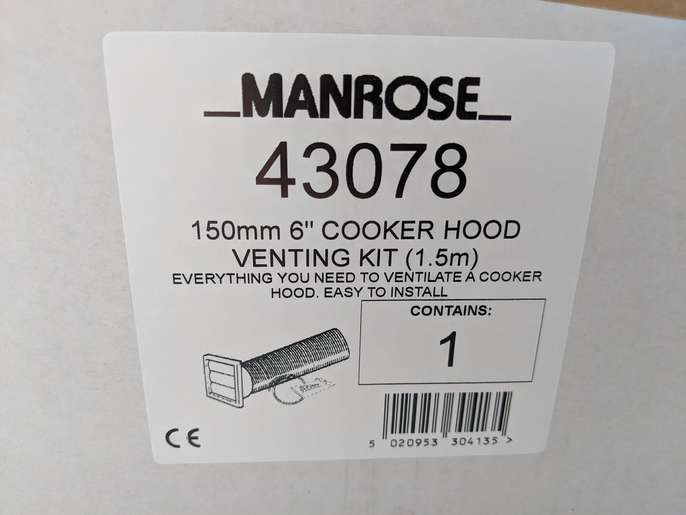 MANROSE
43078
150mm 6" COOKER HOOD
VENTING KIT (1.5m)
EVERYTHING YOU NEED TO VENTILATE A COOKER
HOOD. EASY TO INSTALL
CONTAINS:
1
CE
5 020953 304135 >